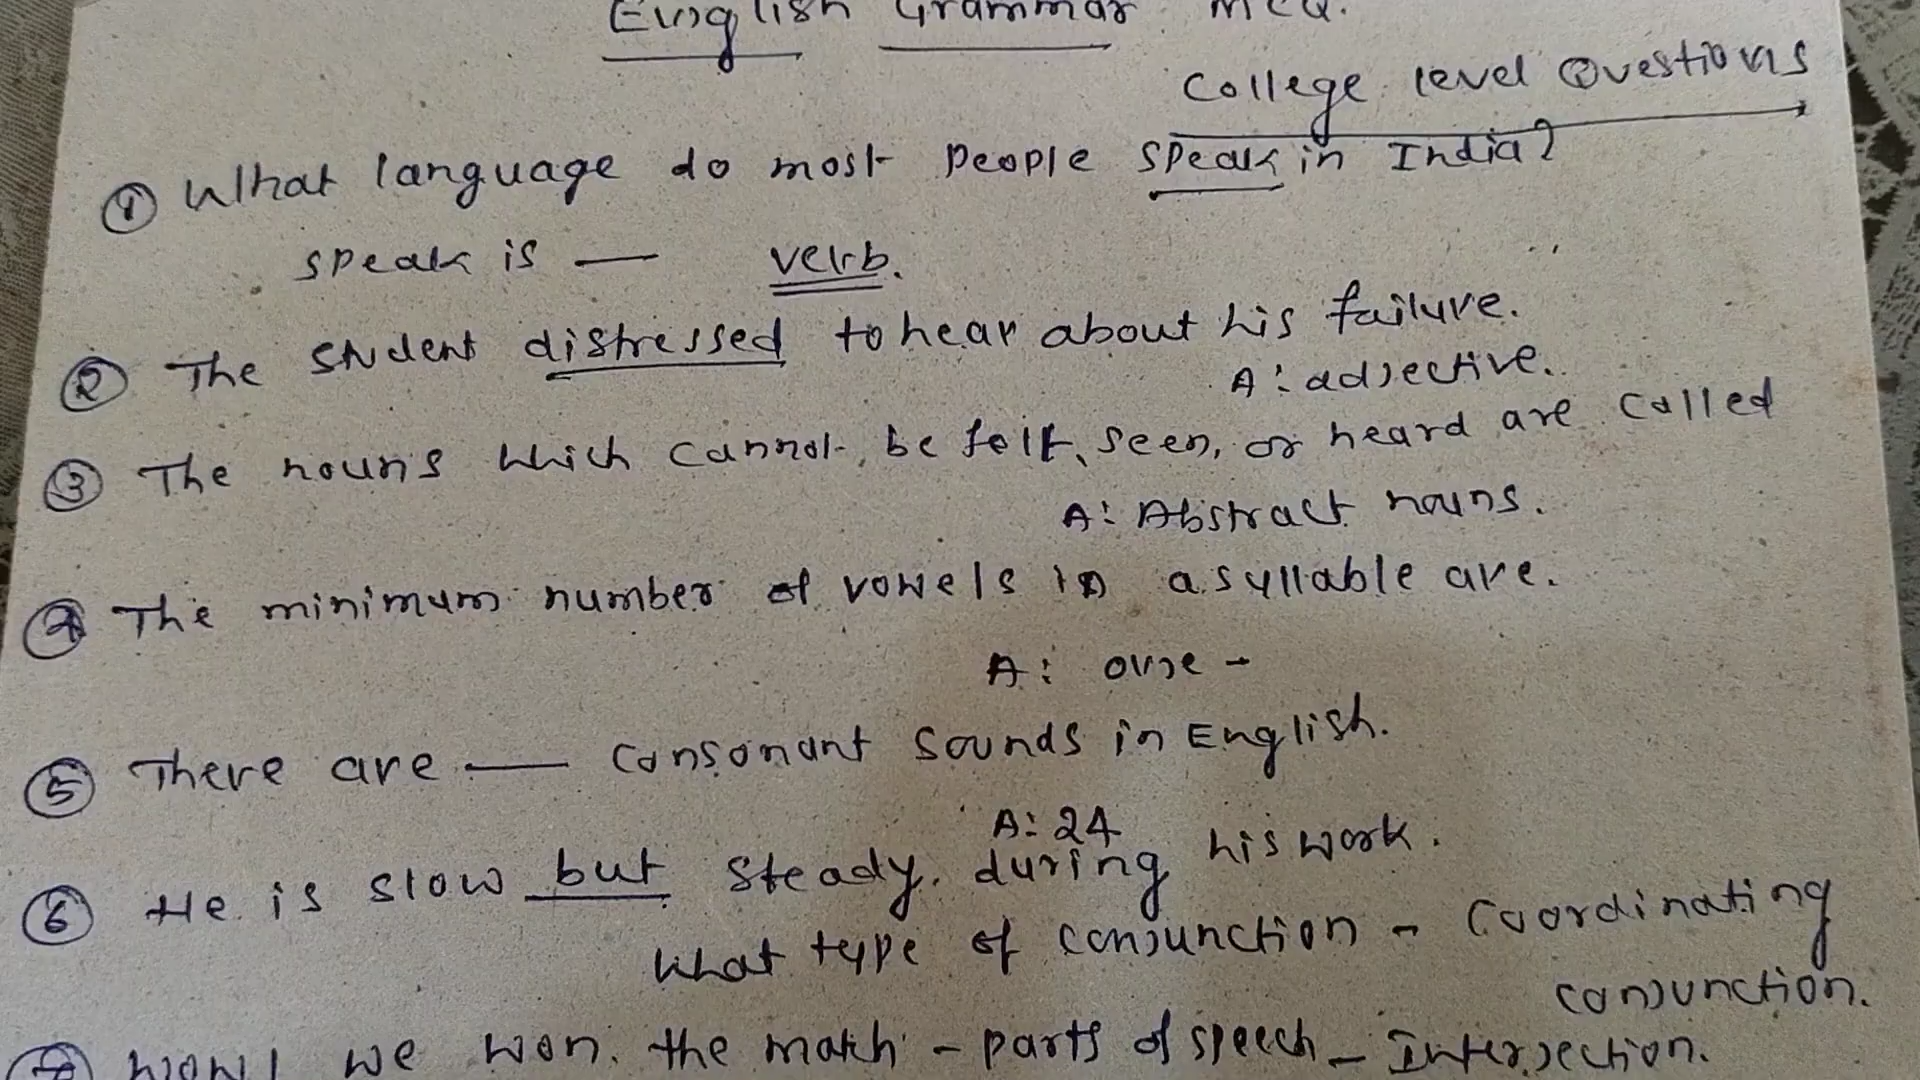 English Grammar MCQ.
College level Questions
① What language do most People speak in India?
speak is — verb.
② The student distressed to hear about his failure.
A: adjective.
③ The nouns which cannot be felt, seen, or heard are called
A: Abstract nouns.
④ The minimum number of vowels in a syllable are.
A: one -
⑤ There are — consonant sounds in English.
A: 24
⑥ He is slow but steady. during his work.
what type of conjunction - Coordinating
conjunction.
⑦ wow! we won. the match - parts of speech - Interjection.